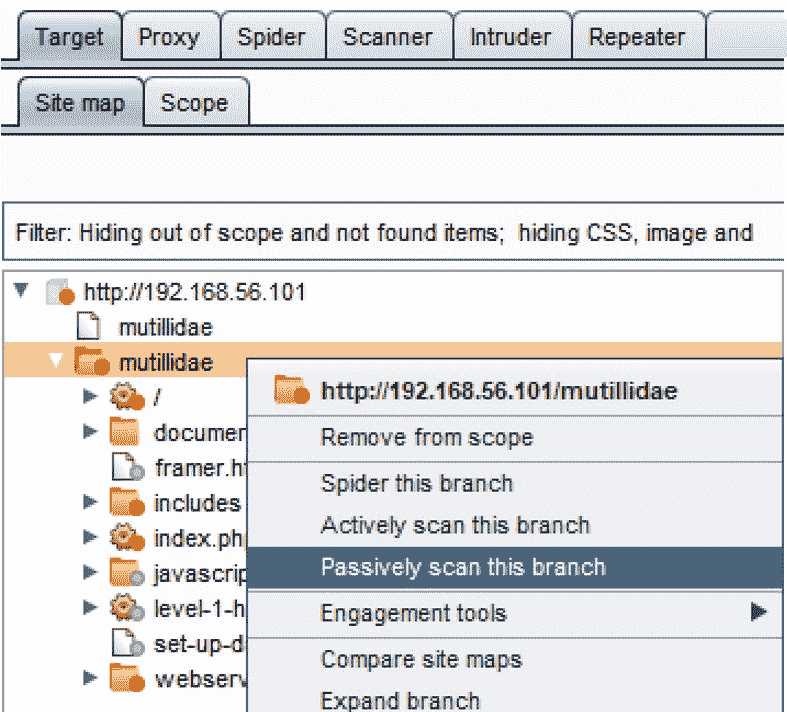 Target Proxy Spider Scanner Intruder Repeater
Site map Scope
Filter: Hiding out of scope and not found items; hiding CSS, image and
http://192.168.56.101
mutillidae
mutillidae
http://192.168.56.101/mutillidae
/
Remove from scope
documen
framer.h
Spider this branch
includes
Actively scan this branch
index.php
Passively scan this branch
javascrip
level-1-h
Engagement tools
set-up-d
Compare site maps
webserv
Expand branch